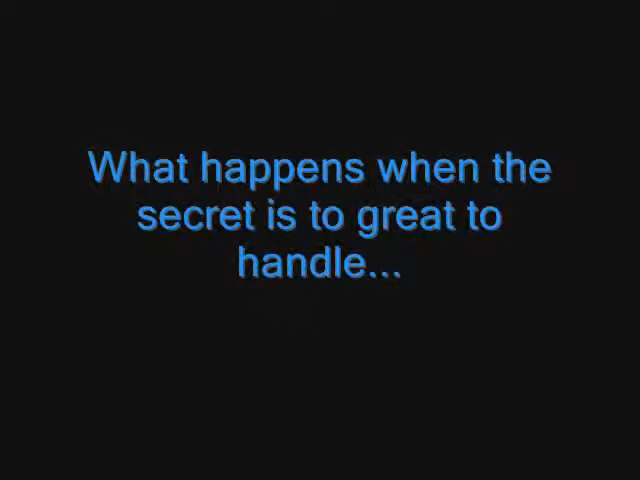 What happens when the
secret is to great to
handle...